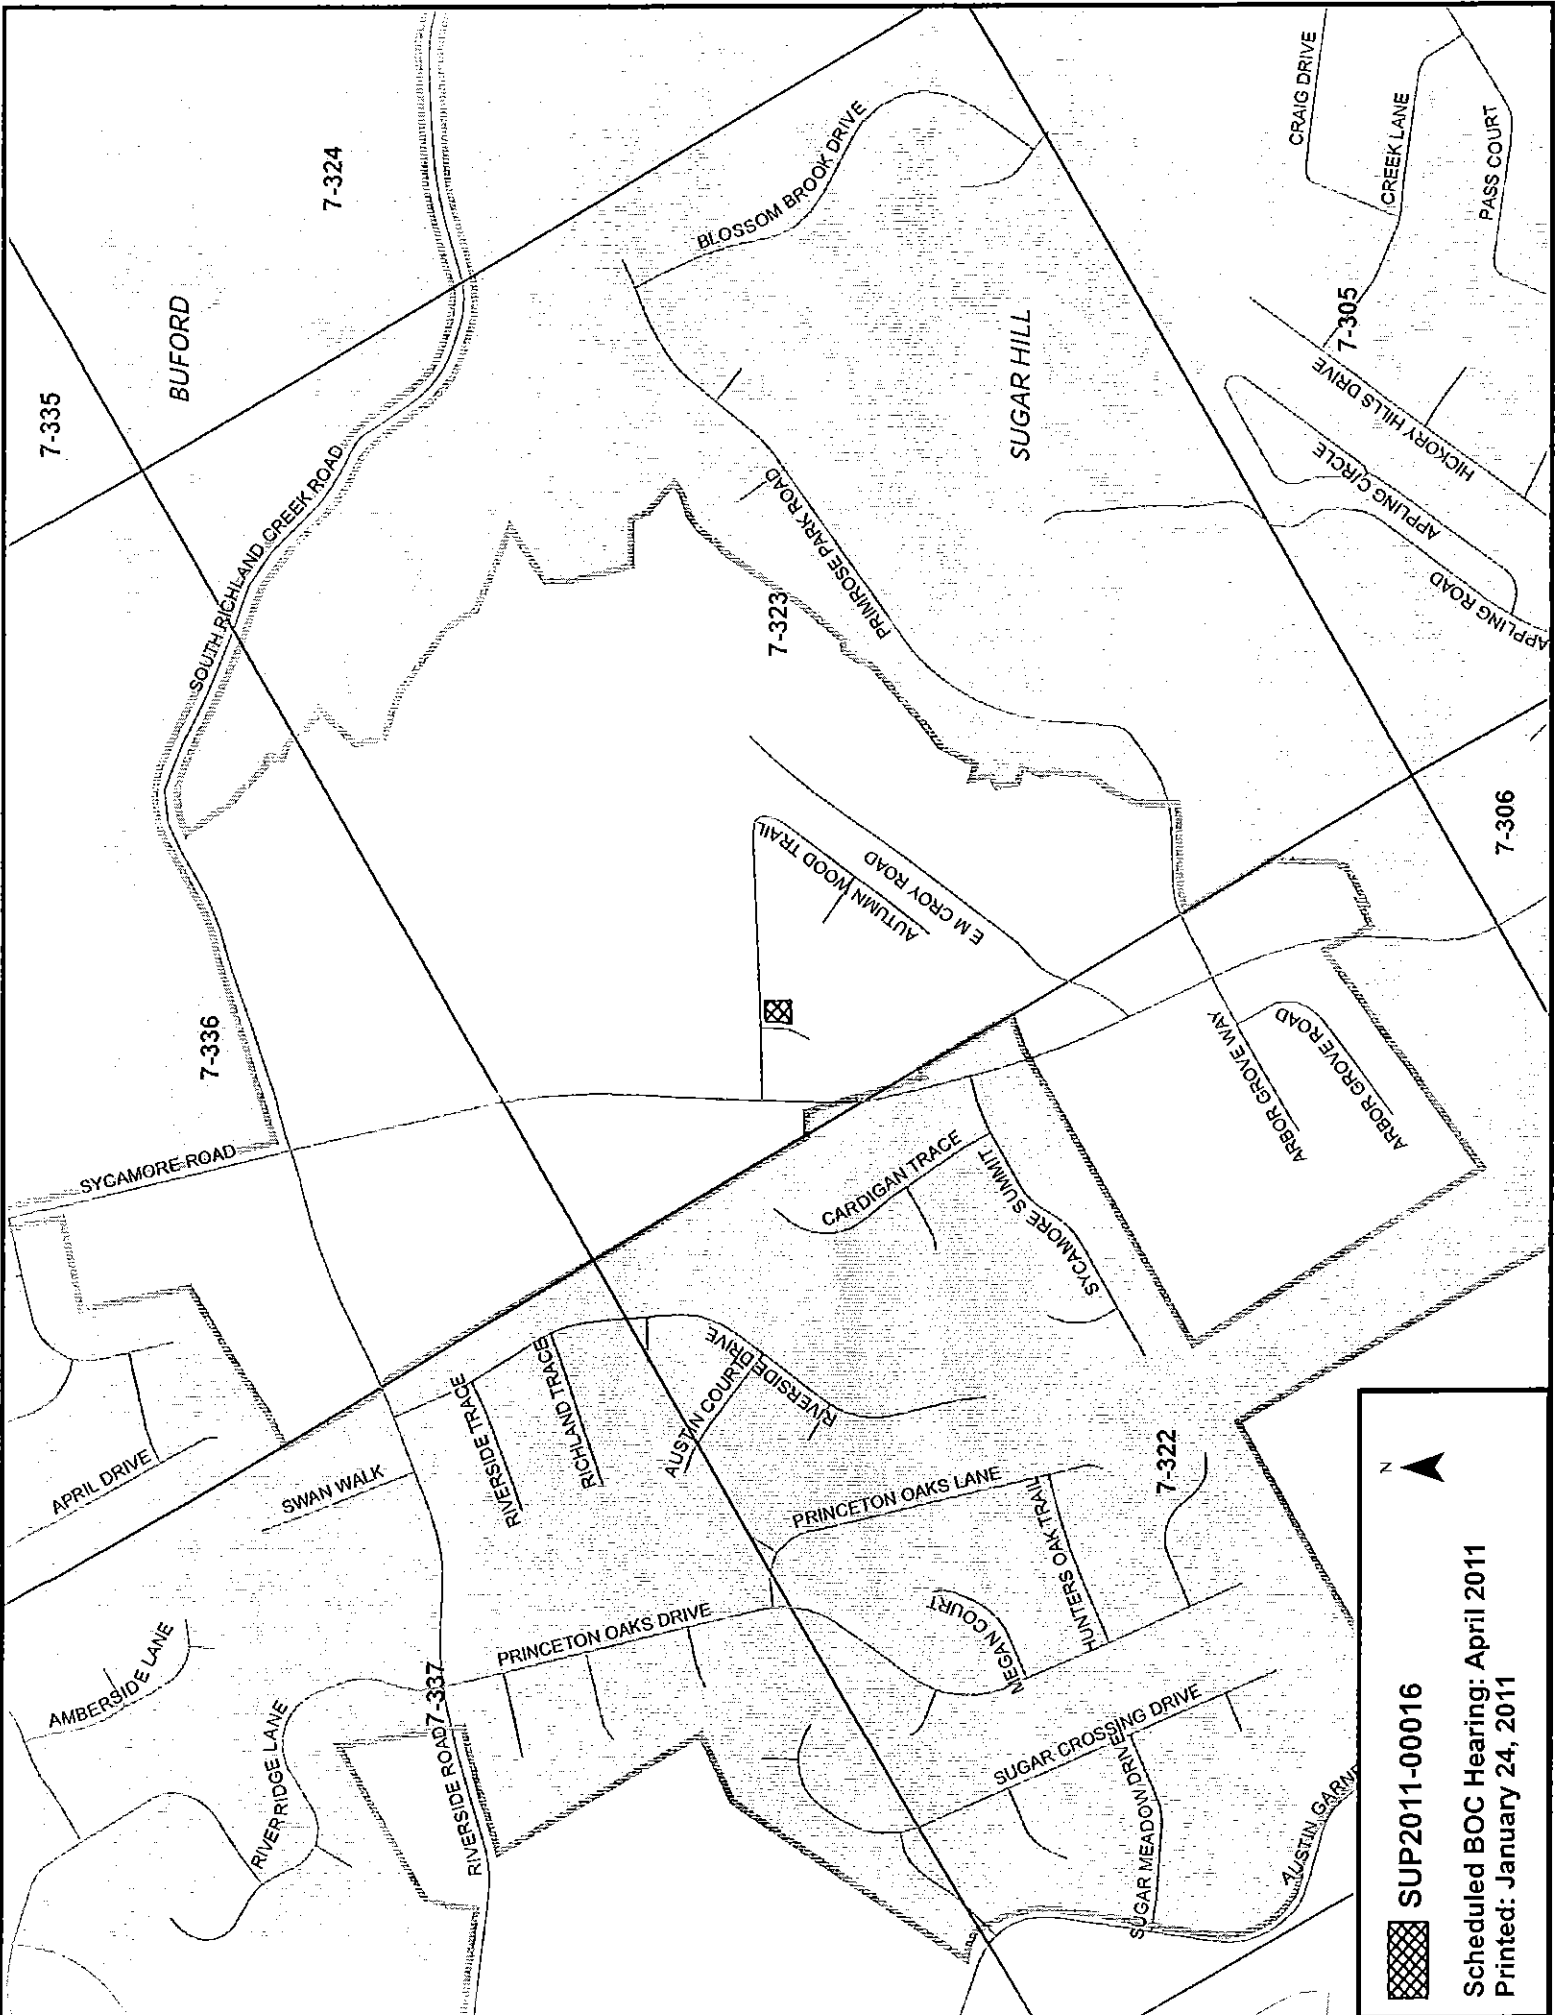 7-335
BUFORD
7-324
SOUTH RICHLAND CREEK ROAD
7-336
SYCAMORE ROAD
APRIL DRIVE
SWAN WALK
AMBERSIDE LANE
RIVERRIDGE LANE
RIVERSIDE ROAD
7-337
RIVERSIDE TRACE
RICHLAND TRACE
AUSTIN COURT
RIVERSIDE DRIVE
PRINCETON OAKS DRIVE
PRINCETON OAKS LANE
MEGAN COURT
HUNTERS OAK TRAIL
7-322
SUGAR CROSSING DRIVE
SUGAR MEADOW DRIVE
AUSTIN GARNE
CARDIGAN TRACE
SYCAMORE SUMMIT
AUTUMN WOOD TRAIL
E M CROY ROAD
7-323
PRIMROSE PARK ROAD
BLOSSOM BROOK DRIVE
SUGAR HILL
ARBOR GROVE WAY
ARBOR GROVE ROAD
7-306
7-305
CRAIG DRIVE
CREEK LANE
PASS COURT
HICKORY HILLS DRIVE
APPLING CIRCLE
APPLING ROAD
N
SUP2011-00016
Scheduled BOC Hearing: April 2011
Printed: January 24, 2011